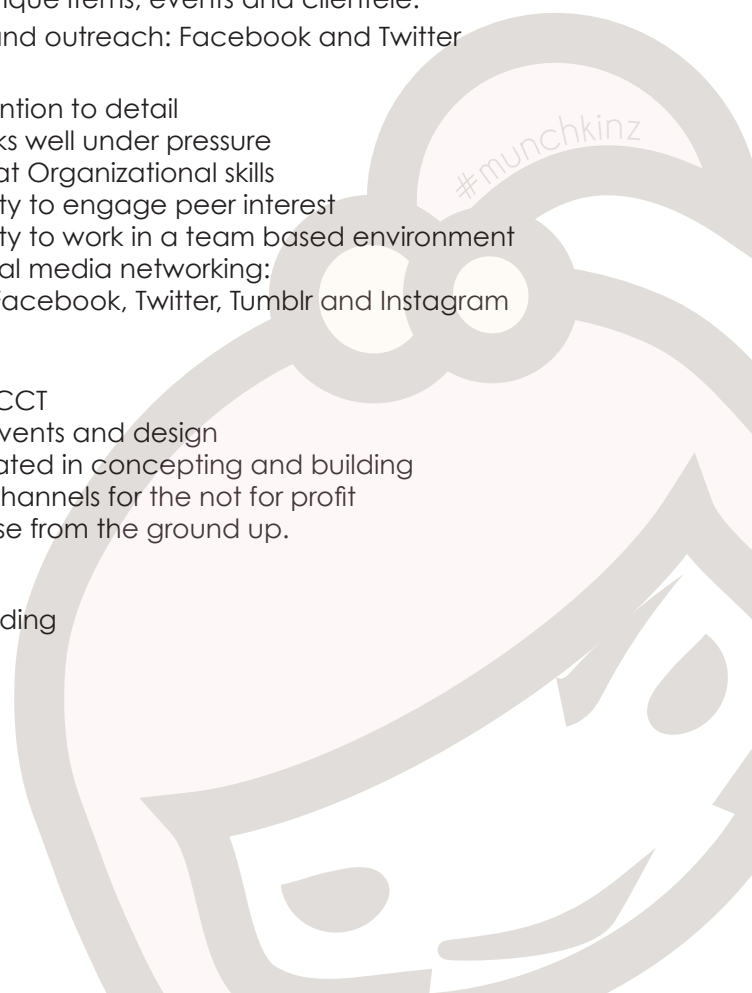 que items, events and clientele.
and outreach: Facebook and Twitter
#munchkinz
ntion to detail
ks well under pressure
at Organizational skills
ty to engage peer interest
ty to work in a team based environment
al media networking:
Facebook, Twitter, Tumblr and Instagram
CCT
vents and design
ated in concepting and building
hannels for the not for profit
se from the ground up.
ding